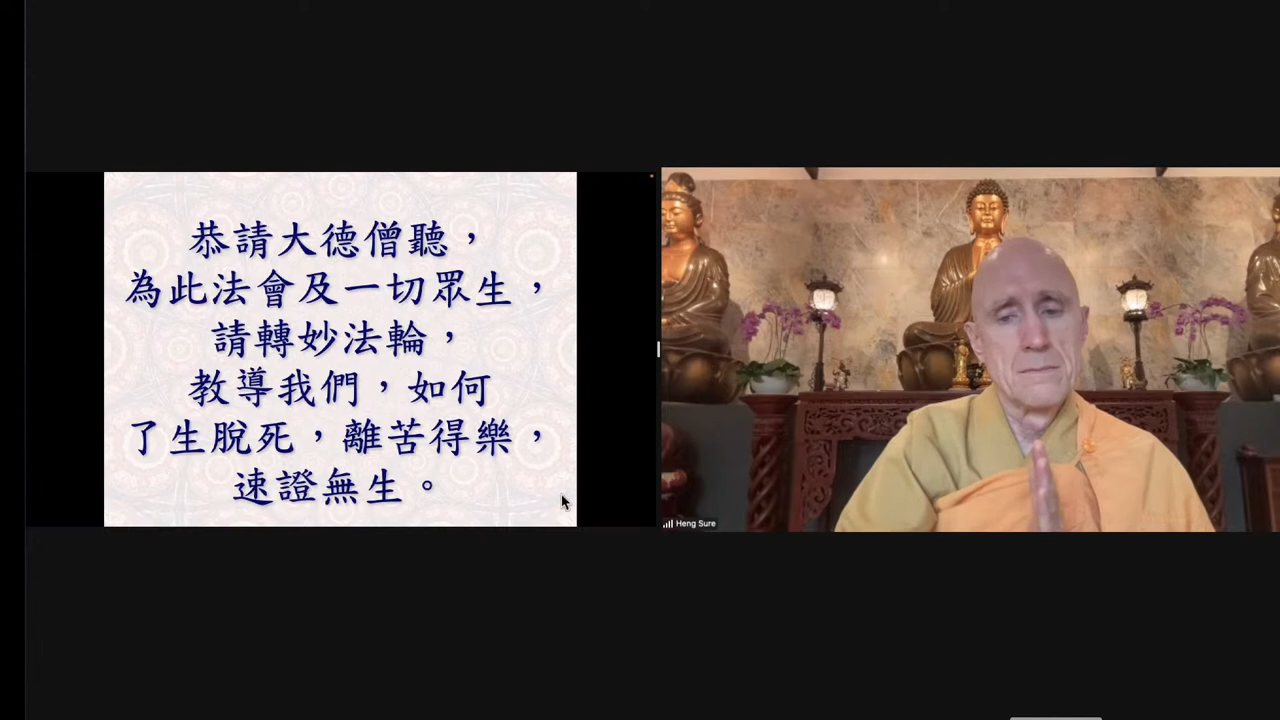 恭請大德僧聽，
為此法會及一切眾生，
請轉妙法輪，
教導我們，如何
了生脫死，離苦得樂，
速證無生。
Heng Sure